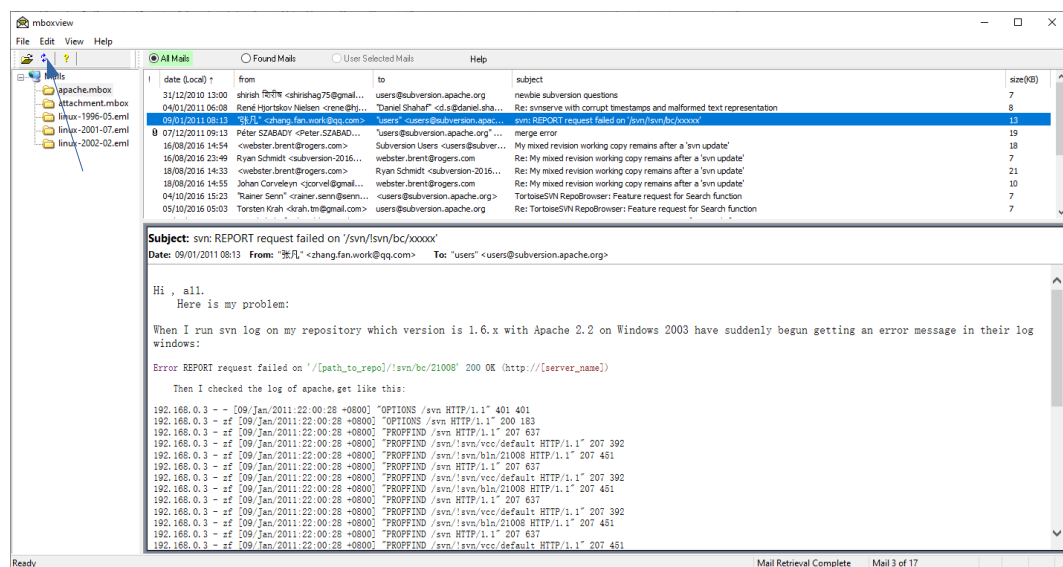 mboxview
File Edit View Help
All Mails Found Mails User Selected Mails Help
Mails
apache.mbox
attachment.mbox
linux-1996-05.eml
linux-2001-07.eml
linux-2002-02.eml
! date (Local) ↑ from to subject size(KB)
31/12/2010 13:00 shirish शिरीष <shirishag75@gmail... users@subversion.apache.org newbie subversion questions 7
04/01/2011 06:08 René Hjortskov Nielsen <rene@hj... "Daniel Shahaf" <d.s@daniel.sha... Re: svnserve with corrupt timestamps and malformed text representation 8
09/01/2011 08:13 "张凡" <zhang.fan.work@qq.com> "users" <users@subversion.apac... svn: REPORT request failed on '/svn/!svn/bc/xxxxx' 13
07/12/2011 09:13 Péter SZABADY <Peter.SZABAD... "users@subversion.apache.org" ... merge error 19
16/08/2016 14:54 <webster.brent@rogers.com> Subversion Users <users@subver... My mixed revision working copy remains after a 'svn update' 18
16/08/2016 23:49 Ryan Schmidt <subversion-2016... webster.brent@rogers.com Re: My mixed revision working copy remains after a 'svn update' 7
18/08/2016 14:33 <webster.brent@rogers.com> Ryan Schmidt <subversion-2016... Re: My mixed revision working copy remains after a 'svn update' 21
18/08/2016 14:55 Johan Corveleyn <jcorvel@gmail... webster.brent@rogers.com Re: My mixed revision working copy remains after a 'svn update' 10
04/10/2016 15:23 "Rainer Senn" <rainer.senn@senn... <users@subversion.apache.org> TortoiseSVN RepoBrowser: Feature request for Search function 7
05/10/2016 05:03 Torsten Krah <krah.tm@gmail.com> users@subversion.apache.org Re: TortoiseSVN RepoBrowser: Feature request for Search function 7
Subject: svn: REPORT request failed on '/svn/!svn/bc/xxxxx'
Date: 09/01/2011 08:13 From: "张凡" <zhang.fan.work@qq.com> To: "users" <users@subversion.apache.org>
Hi , all.
Here is my problem:
When I run svn log on my repository which version is 1.6.x with Apache 2.2 on Windows 2003 have suddenly begun getting an error message in their log
windows:
Error REPORT request failed on '/[path_to_repo]/!svn/bc/21008' 200 OK (http://[server_name])
Then I checked the log of apache,get like this:
192.168.0.3 - - [09/Jan/2011:22:00:28 +0800] "OPTIONS /svn HTTP/1.1" 401 401
192.168.0.3 - zf [09/Jan/2011:22:00:28 +0800] "OPTIONS /svn HTTP/1.1" 200 183
192.168.0.3 - zf [09/Jan/2011:22:00:28 +0800] "PROPFIND /svn HTTP/1.1" 207 637
192.168.0.3 - zf [09/Jan/2011:22:00:28 +0800] "PROPFIND /svn/!svn/vcc/default HTTP/1.1" 207 392
192.168.0.3 - zf [09/Jan/2011:22:00:28 +0800] "PROPFIND /svn/!svn/bln/21008 HTTP/1.1" 207 451
192.168.0.3 - zf [09/Jan/2011:22:00:28 +0800] "PROPFIND /svn HTTP/1.1" 207 637
192.168.0.3 - zf [09/Jan/2011:22:00:28 +0800] "PROPFIND /svn/!svn/vcc/default HTTP/1.1" 207 392
192.168.0.3 - zf [09/Jan/2011:22:00:28 +0800] "PROPFIND /svn/!svn/bln/21008 HTTP/1.1" 207 451
192.168.0.3 - zf [09/Jan/2011:22:00:28 +0800] "PROPFIND /svn HTTP/1.1" 207 637
192.168.0.3 - zf [09/Jan/2011:22:00:28 +0800] "PROPFIND /svn/!svn/vcc/default HTTP/1.1" 207 392
192.168.0.3 - zf [09/Jan/2011:22:00:28 +0800] "PROPFIND /svn/!svn/bln/21008 HTTP/1.1" 207 451
192.168.0.3 - zf [09/Jan/2011:22:00:28 +0800] "PROPFIND /svn HTTP/1.1" 207 637
192.168.0.3 - zf [09/Jan/2011:22:00:28 +0800] "PROPFIND /svn/!svn/vcc/default HTTP/1.1" 207 451
Ready Mail Retrieval Complete Mail 3 of 17